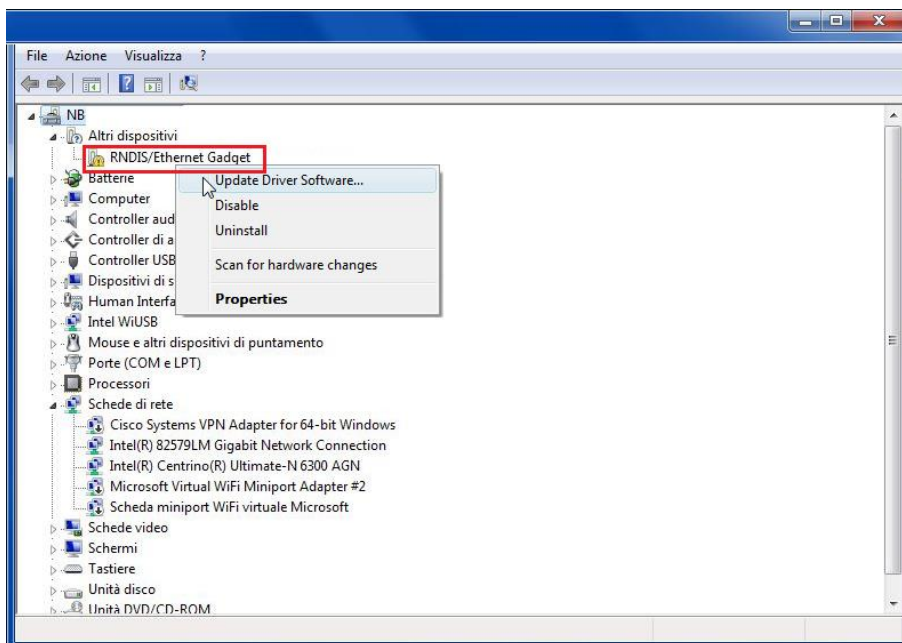 File Azione Visualizza ?
NB
Altri dispositivi
RNDIS/Ethernet Gadget
Batterie
Update Driver Software...
Computer
Disable
Controller aud
Uninstall
Controller di a
Controller USB
Scan for hardware changes
Dispositivi di s
Human Interfa
Properties
Intel WiUSB
Mouse e altri dispositivi di puntamento
Porte (COM e LPT)
Processori
Schede di rete
Cisco Systems VPN Adapter for 64-bit Windows
Intel(R) 82579LM Gigabit Network Connection
Intel(R) Centrino(R) Ultimate-N 6300 AGN
Microsoft Virtual WiFi Miniport Adapter #2
Scheda miniport WiFi virtuale Microsoft
Schede video
Schermi
Tastiere
Unità disco
Unità DVD/CD-ROM